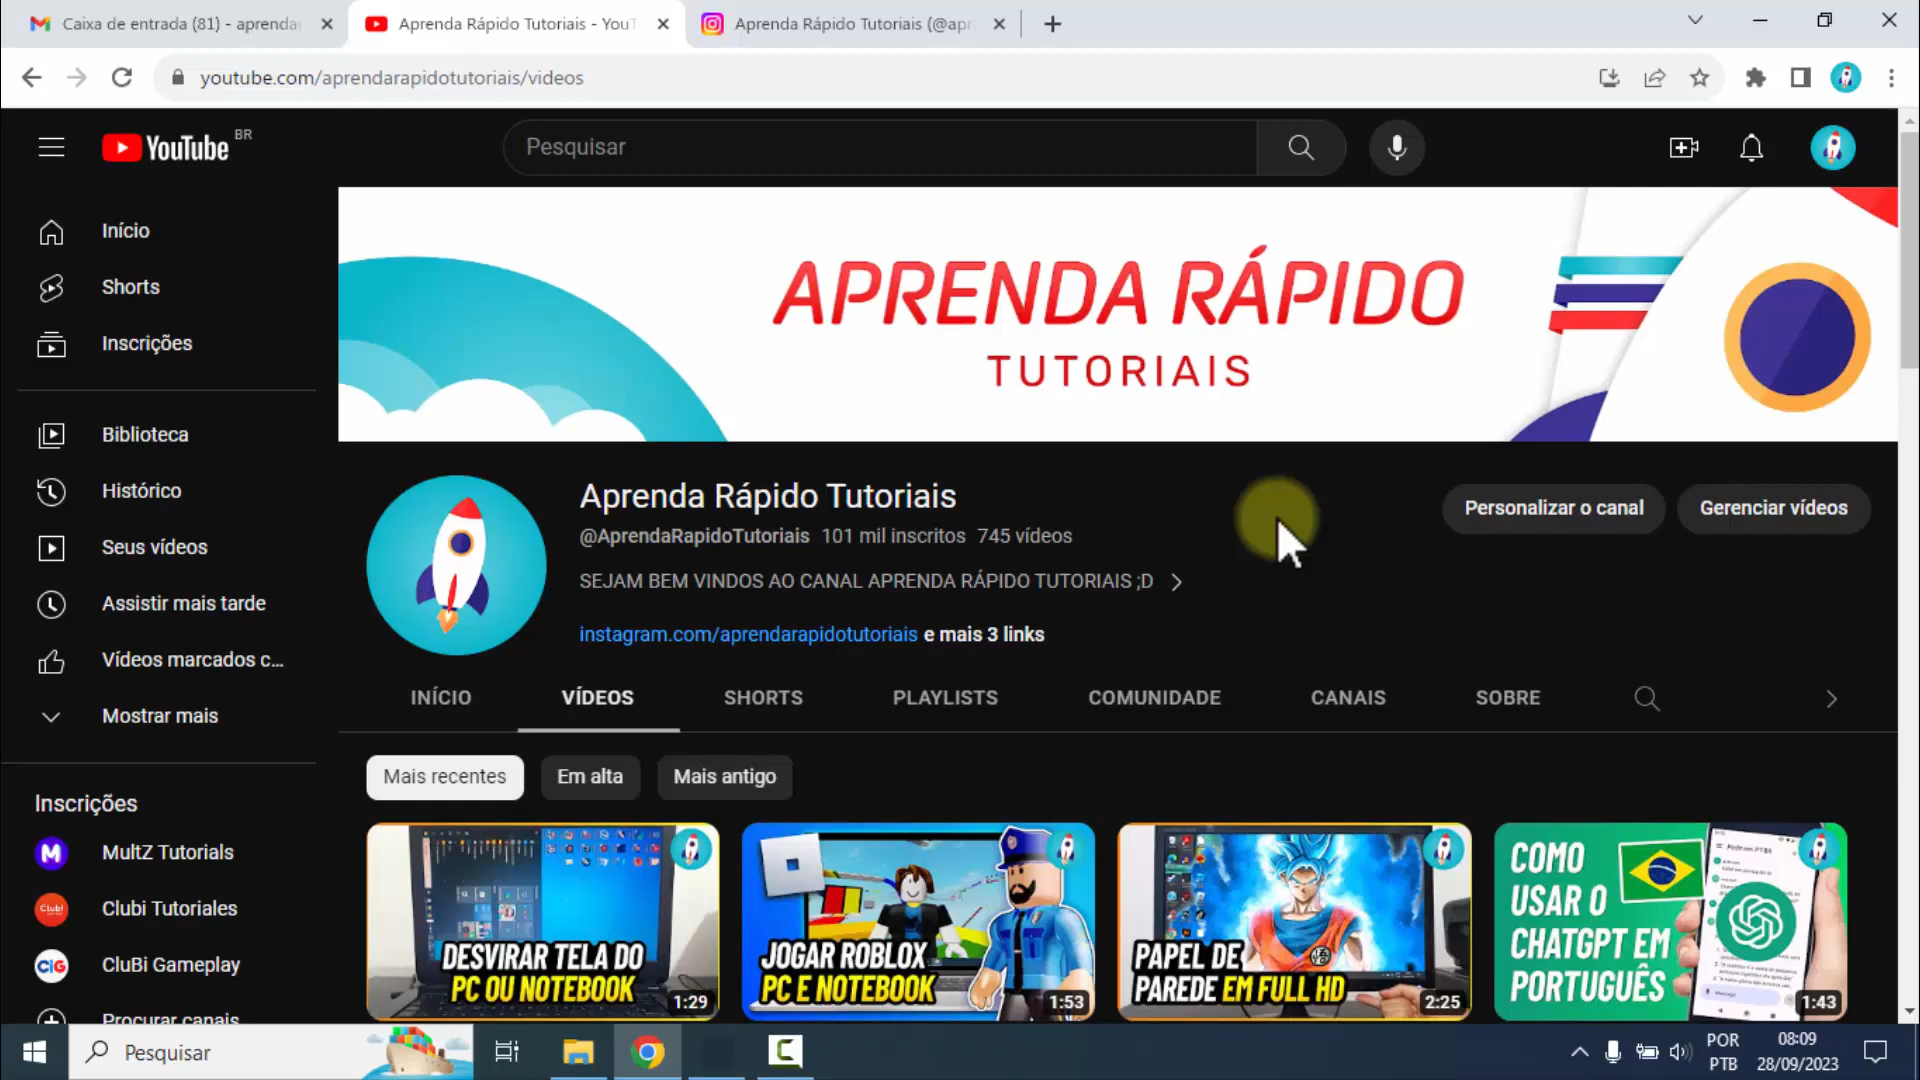 Caixa de entrada (81) - aprendar
Aprenda Rápido Tutoriais - YouT
Aprenda Rápido Tutoriais (@apr
youtube.com/aprendarapidotutoriais/videos
YouTube BR
Pesquisar
Início
Shorts
Inscrições
Biblioteca
Histórico
Seus vídeos
Assistir mais tarde
Vídeos marcados c...
Mostrar mais
Inscrições
MultZ Tutorials
Clubi Tutoriales
CluBi Gameplay
Procurar canais
APRENDA RÁPIDO
TUTORIAIS
Aprenda Rápido Tutoriais
@AprendaRapidoTutoriais 101 mil inscritos 745 vídeos
SEJAM BEM VINDOS AO CANAL APRENDA RÁPIDO TUTORIAIS ;D
instagram.com/aprendarapidotutoriais e mais 3 links
Personalizar o canal
Gerenciar vídeos
INÍCIO
VÍDEOS
SHORTS
PLAYLISTS
COMUNIDADE
CANAIS
SOBRE
Mais recentes
Em alta
Mais antigo
DESVIRAR TELA DO
PC OU NOTEBOOK
1:29
JOGAR ROBLOX
PC E NOTEBOOK
1:53
PAPEL DE
PAREDE EM FULL HD
2:25
COMO
USAR O
CHATGPT EM
PORTUGUÊS
1:43
Pesquisar
POR
PTB
08:09
28/09/2023